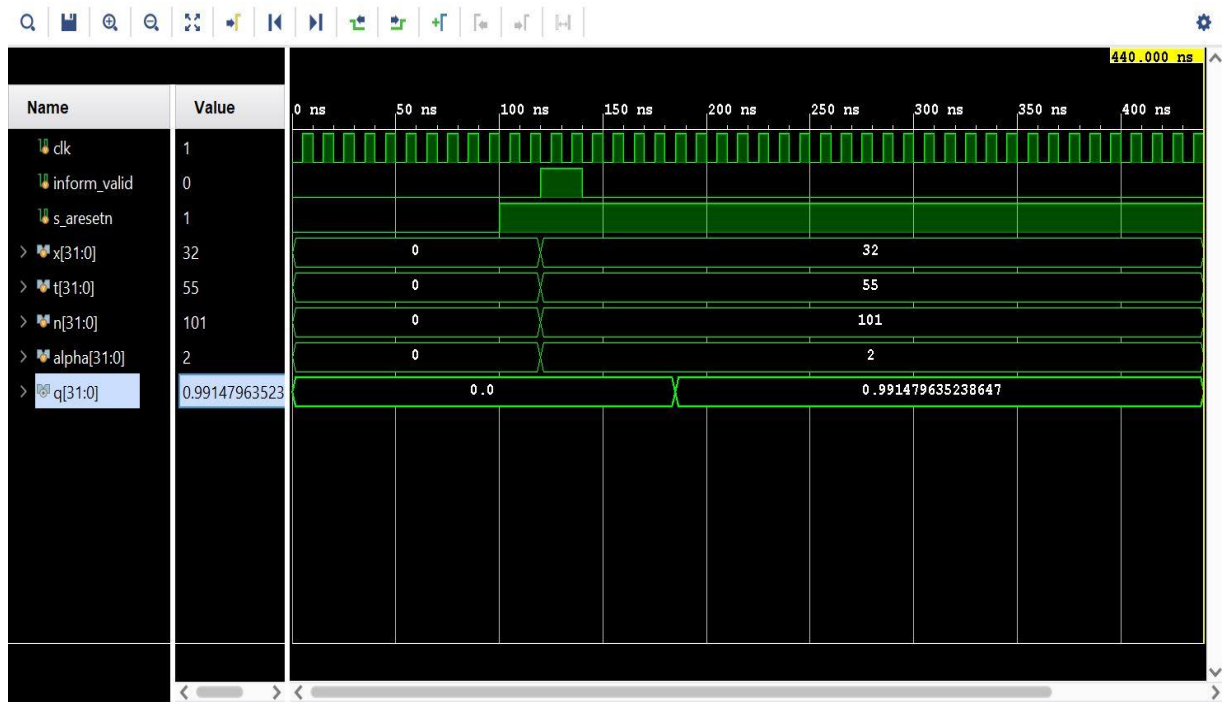 440.000 ns
Name Value 0 ns 50 ns 100 ns 150 ns 200 ns 250 ns 300 ns 350 ns 400 ns
clk 1
inform_valid 0
s_aresetn 1
x[31:0] 32 0 32
t[31:0] 55 0 55
n[31:0] 101 0 101
alpha[31:0] 2 0 2
q[31:0] 0.99147963523 0.0 0.991479635238647